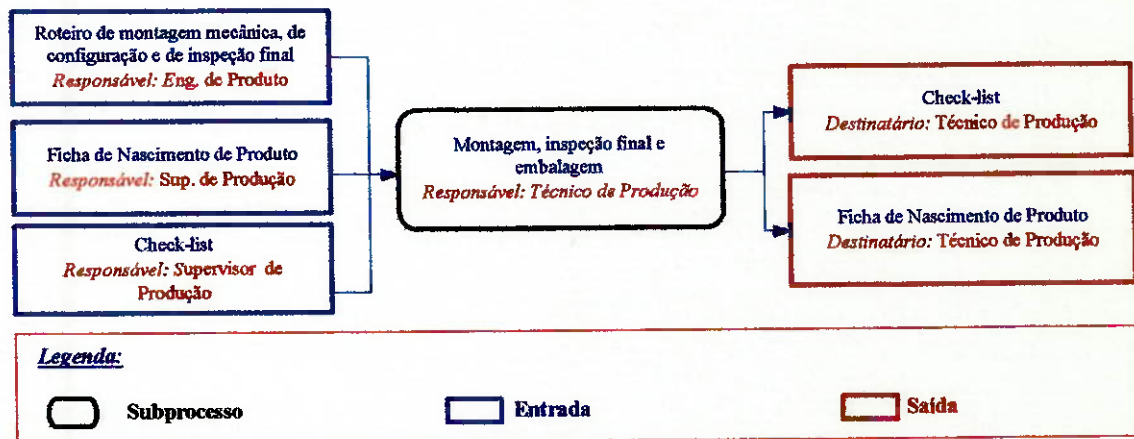 Roteiro de montagem mecânica, de
configuração e de inspeção final
Responsável: Eng. de Produto
Ficha de Nascimento de Produto
Responsável: Sup. de Produção
Check-list
Responsável: Supervisor de
Produção
Montagem, inspeção final e
embalagem
Responsável: Técnico de Produção
Check-list
Destinatário: Técnico de Produção
Ficha de Nascimento de Produto
Destinatário: Técnico de Produção
Legenda:
Subprocesso
Entrada
Saída